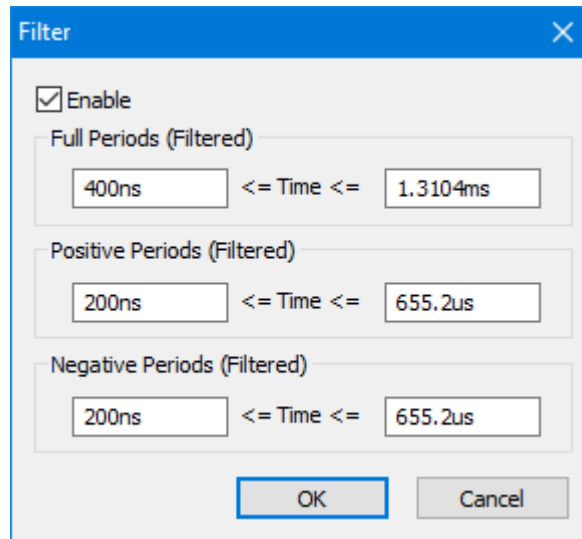 Filter
Enable
Full Periods (Filtered)
400ns <= Time <= 1.3104ms
Positive Periods (Filtered)
200ns <= Time <= 655.2us
Negative Periods (Filtered)
200ns <= Time <= 655.2us
OK Cancel